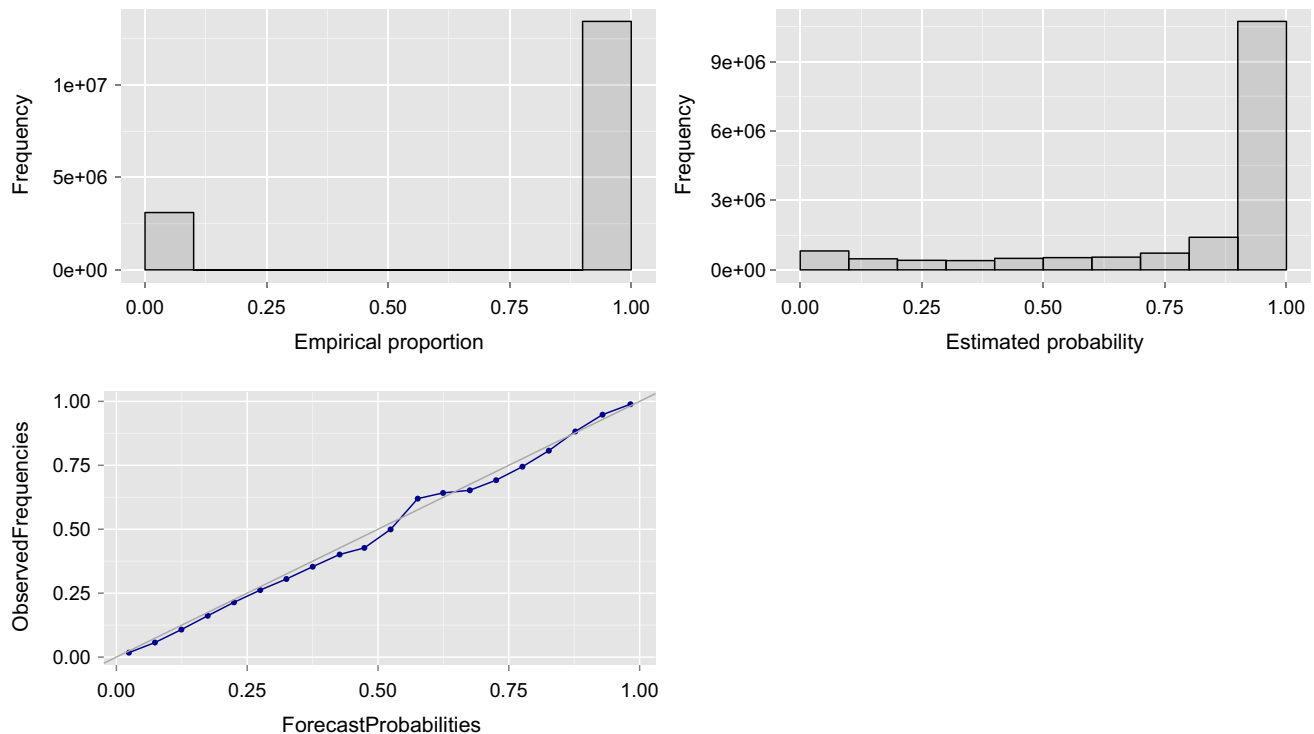 1e+07
5e+06
0e+00
Frequency
0.00 0.25 0.50 0.75 1.00
Empirical proportion
9e+06
6e+06
3e+06
0e+00
Frequency
0.00 0.25 0.50 0.75 1.00
Estimated probability
1.00
0.75
0.50
0.25
0.00
ObservedFrequencies
0.00 0.25 0.50 0.75 1.00
ForecastProbabilities